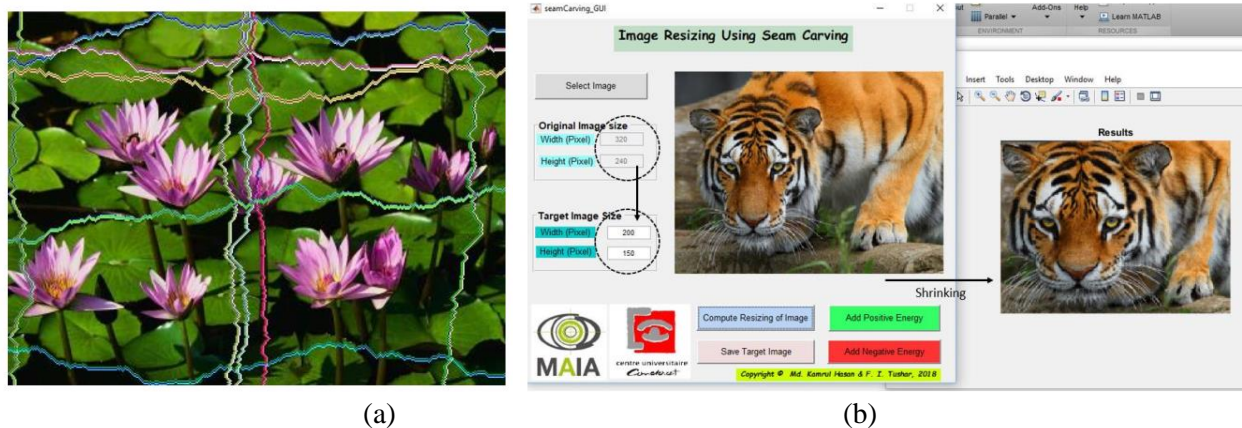 seamCarving_GUI
Image Resizing Using Seam Carving
Select Image
Original Image size
Width (Pixel) 320
Height (Pixel) 240
Target Image Size
Width (Pixel) 200
Height (Pixel) 150
Compute Resizing of Image
Add Positive Energy
Save Target Image
Add Negative Energy
MAIA
centre universitaire
Condorcet
Copyright © Md. Kamrul Hasan & F. I. Tushar, 2018
Shrinking
Parallel
Add-Ons
Help
Learn MATLAB
ENVIRONMENT
RESOURCES
Insert Tools Desktop Window Help
Results
(a)
(b)